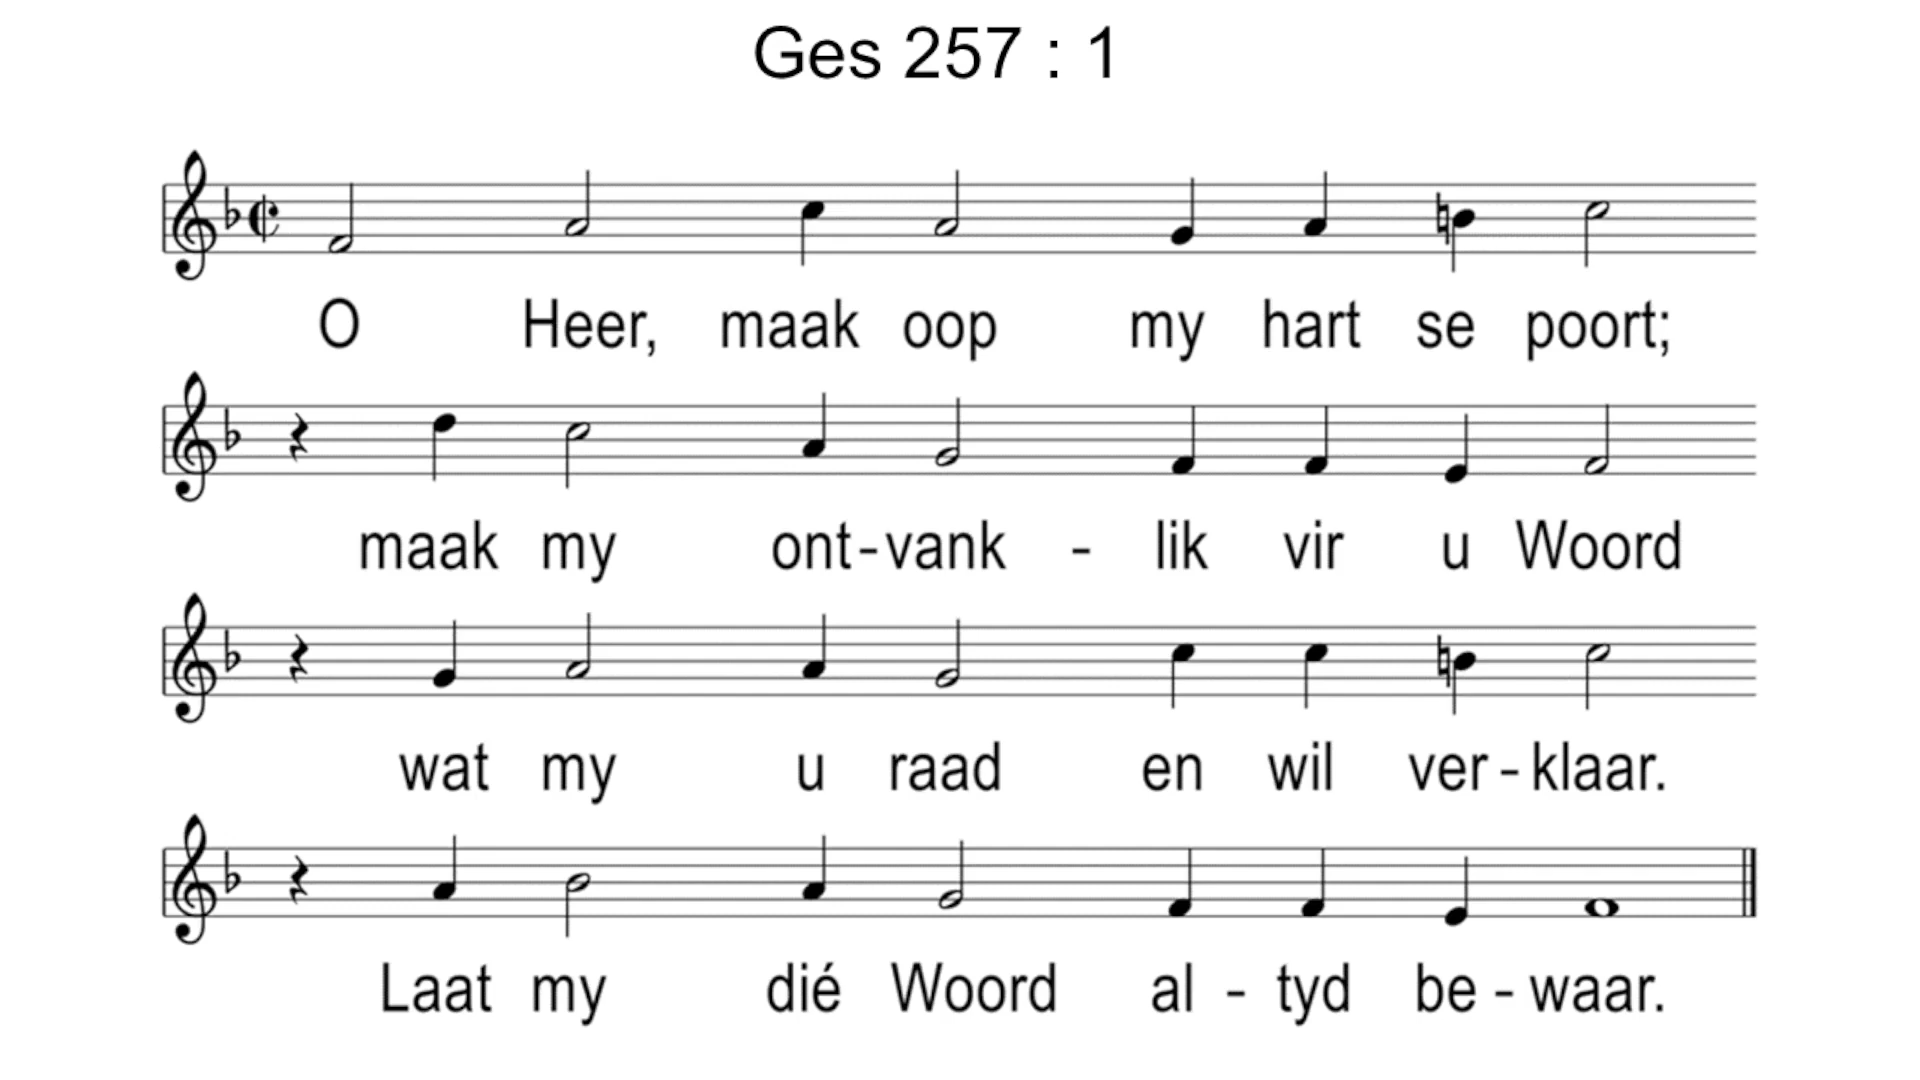 Ges 257 : 1
O Heer, maak oop my hart se poort;
maak my ont-vank - lik vir u Woord
wat my u raad en wil ver-klaar.
Laat my dié Woord al - tyd be-waar.